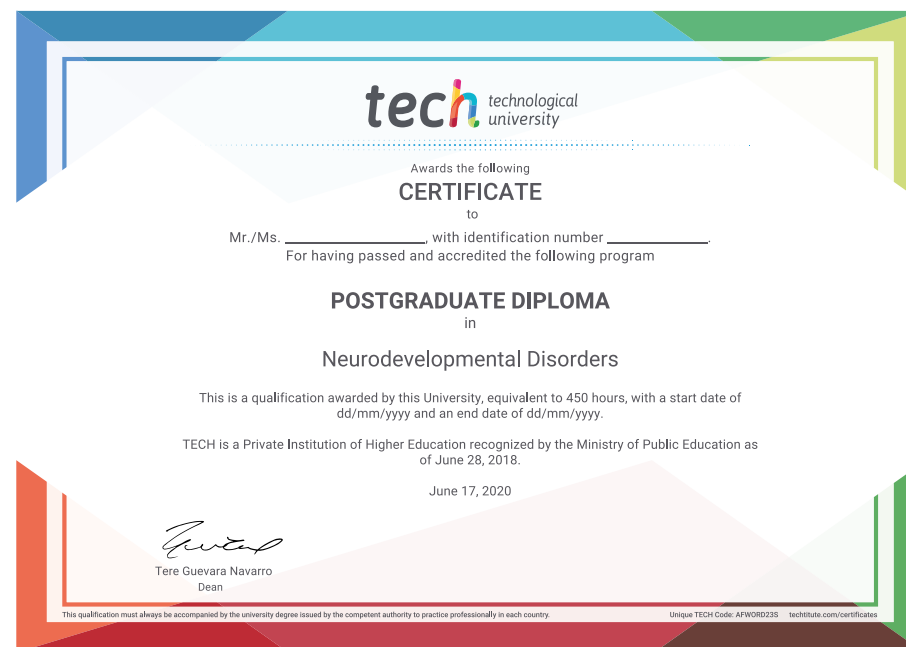 tech technological
university
Awards the following
CERTIFICATE
to
Mr./Ms. ____________________, with identification number ______________.
For having passed and accredited the following program
POSTGRADUATE DIPLOMA
in
Neurodevelopmental Disorders
This is a qualification awarded by this University, equivalent to 450 hours, with a start date of
dd/mm/yyyy and an end date of dd/mm/yyyy.
TECH is a Private Institution of Higher Education recognized by the Ministry of Public Education as
of June 28, 2018.
June 17, 2020
Tere Guevara Navarro
Dean
This qualification must always be accompanied by the university degree issued by the competent authority to practice professionally in each country.
Unique TECH Code: AFWORD23S techtitute.com/certificates